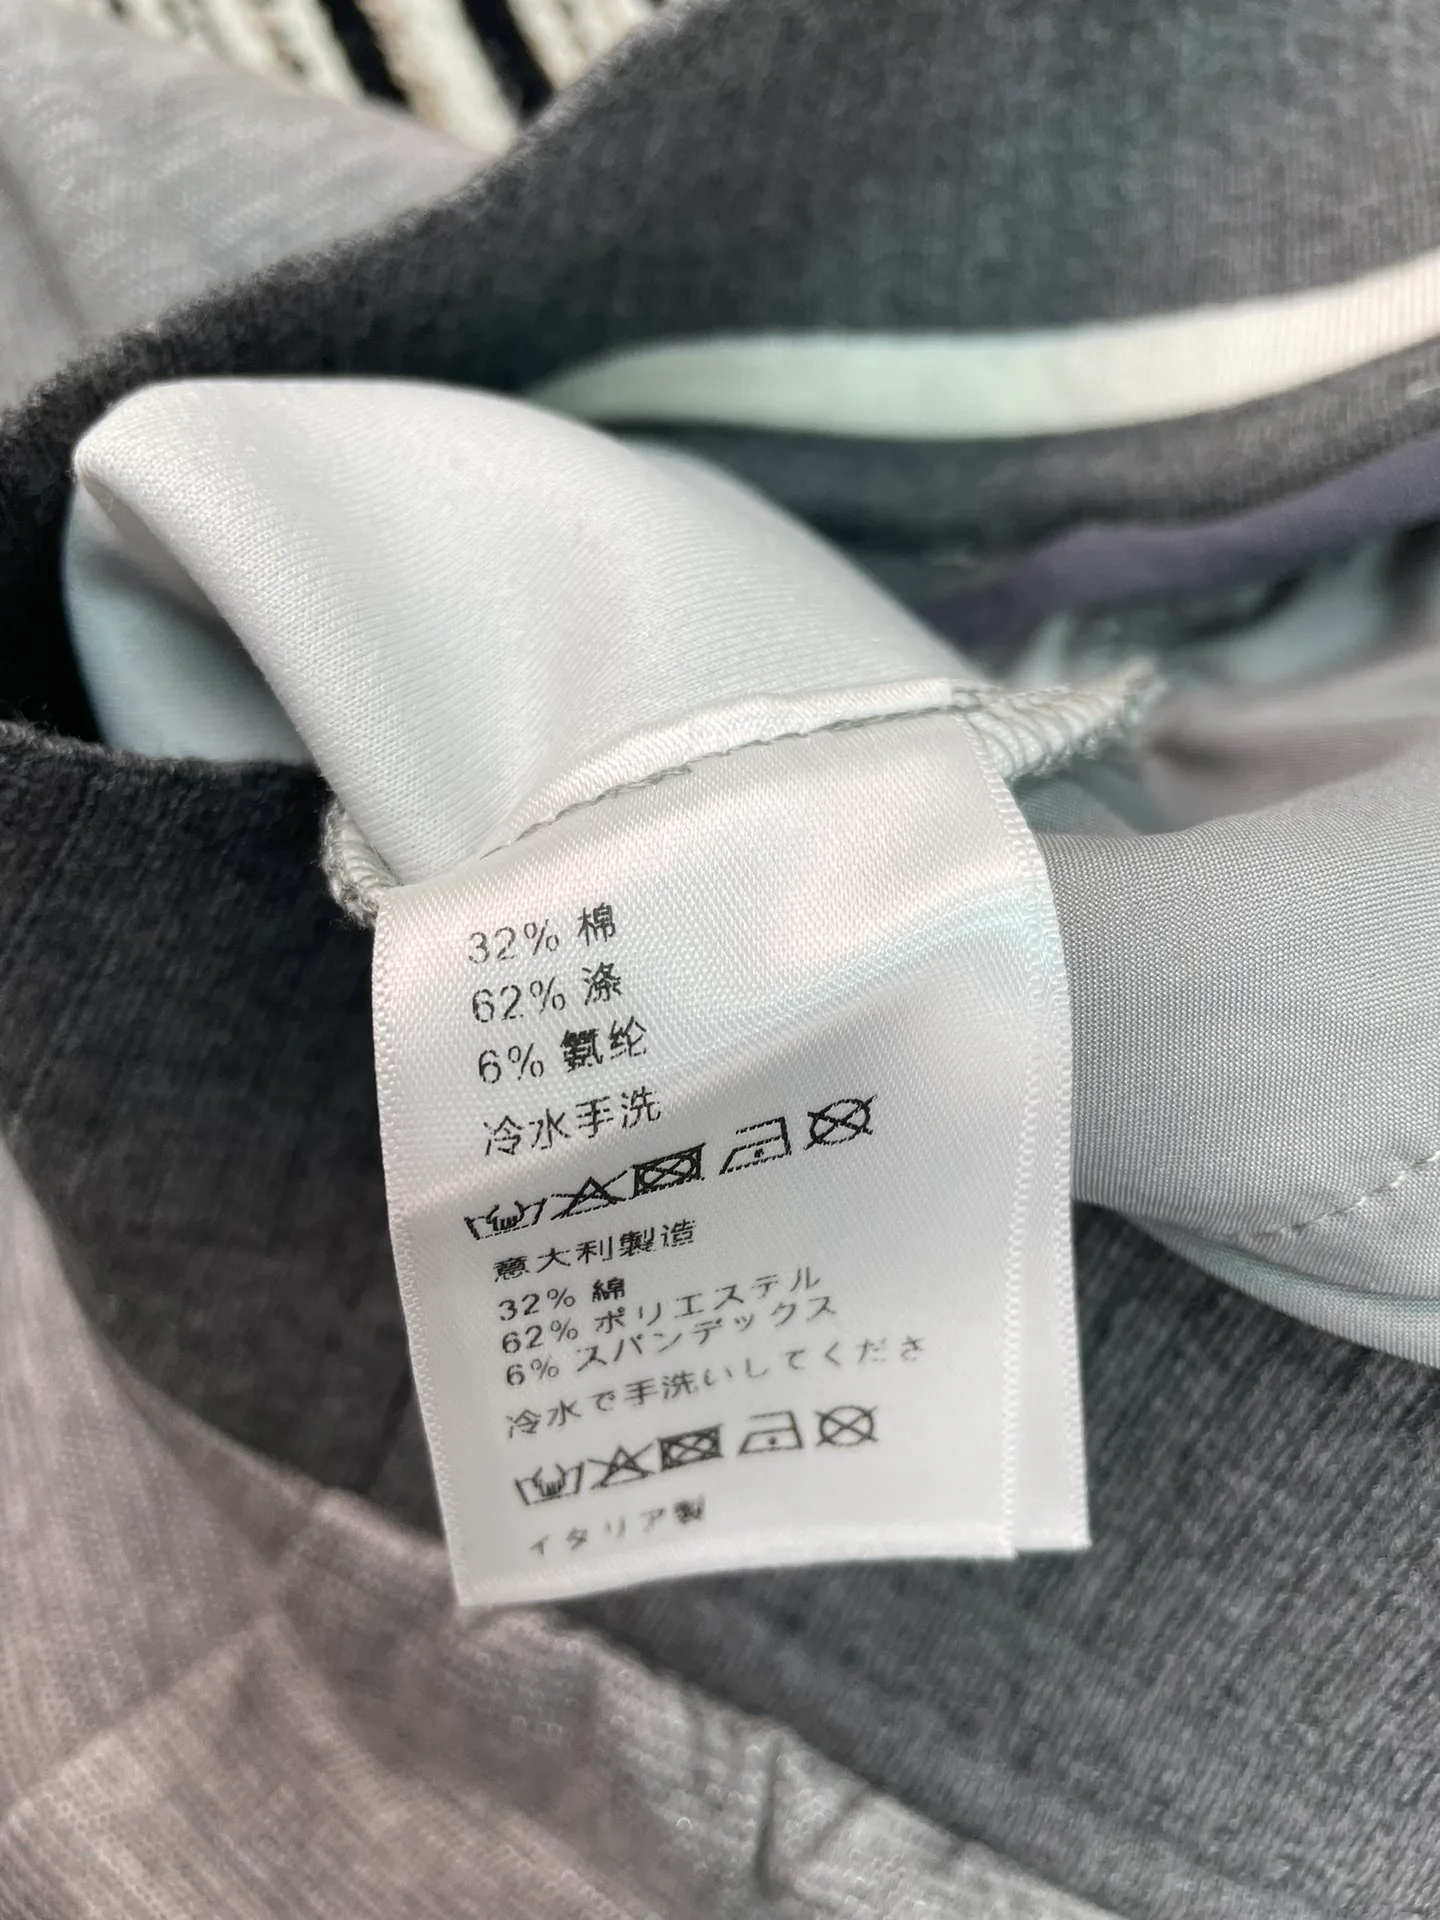 32% 棉
62% 涤
6% 氨纶
冷水手洗
意大利製造
32% 綿
62% ポリエステル
6% スパンデックス
冷水で手洗いしてくださ
イタリア製